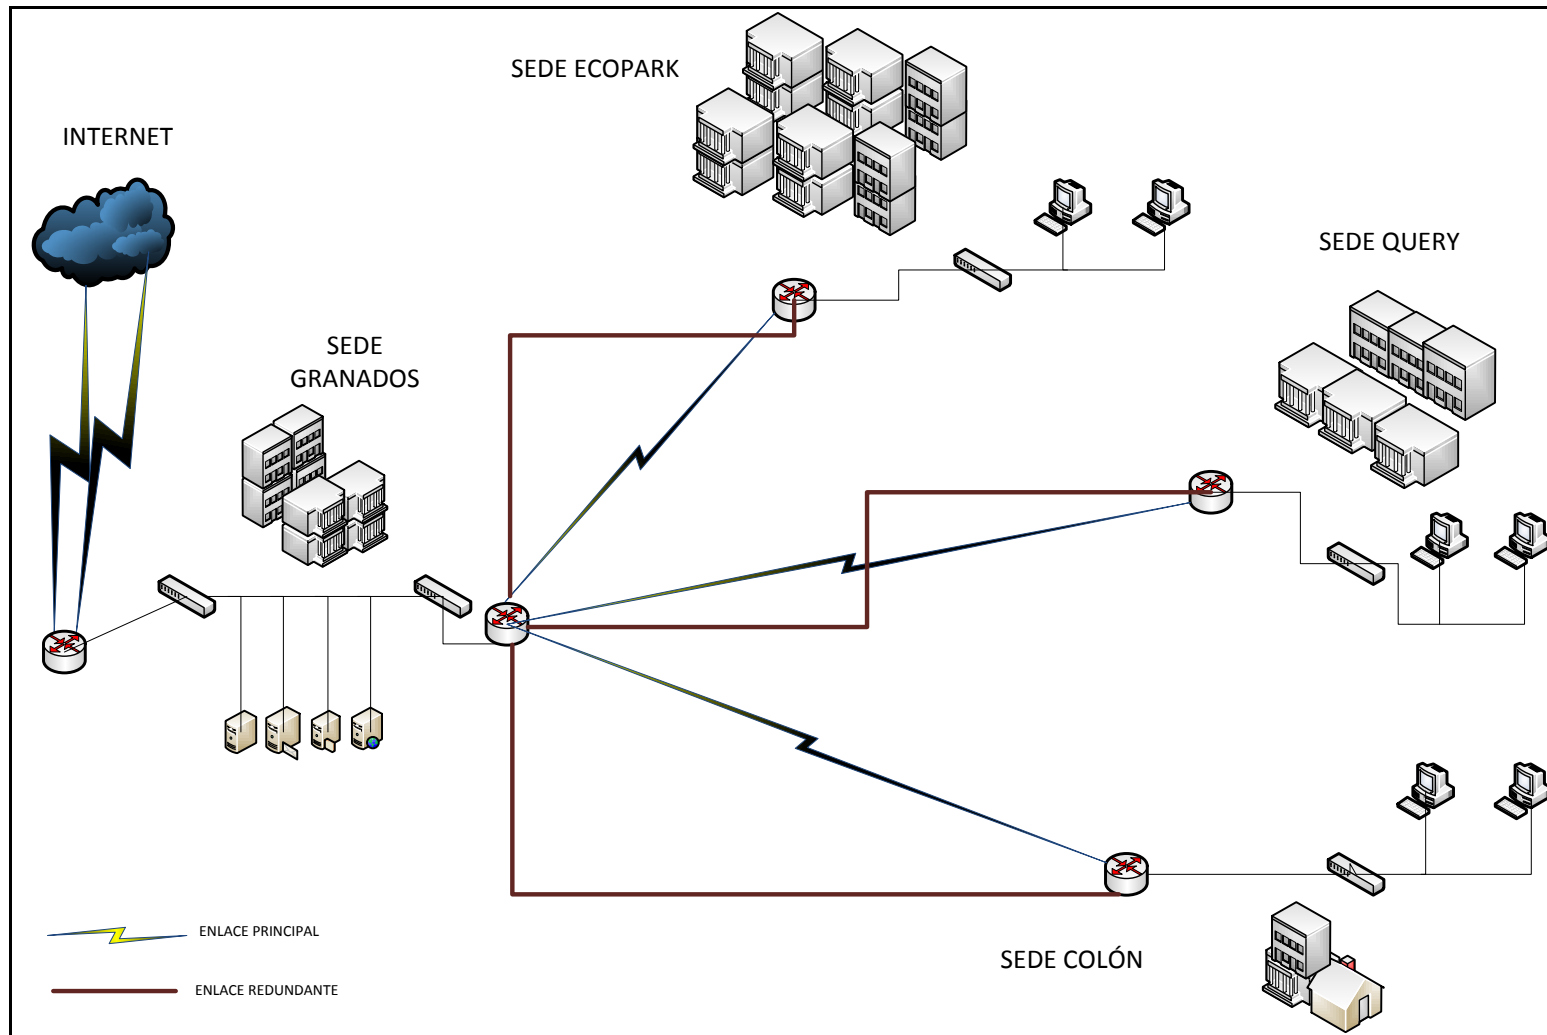 SEDE ECOPARK
INTERNET
SEDE QUERY
SEDE
GRANADOS
SEDE COLÓN
ENLACE PRINCIPAL
ENLACE REDUNDANTE